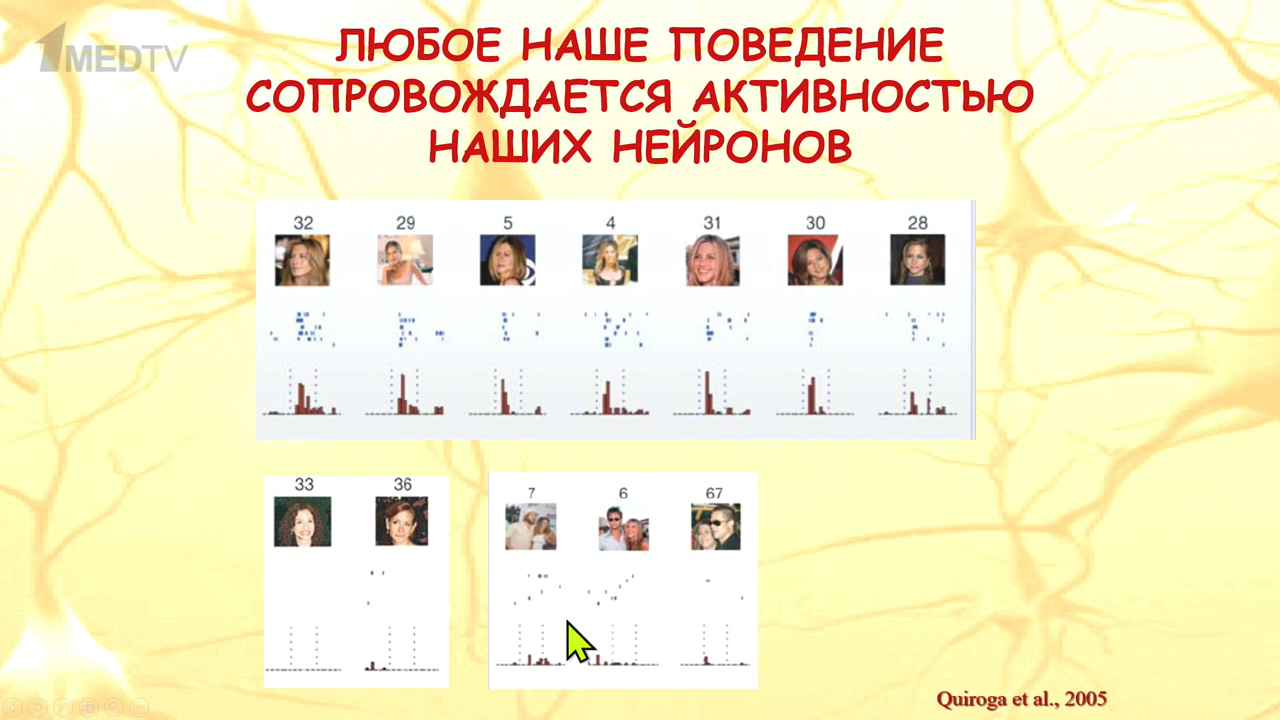 1MEDTV
ЛЮБОЕ НАШЕ ПОВЕДЕНИЕ
СОПРОВОЖДАЕТСЯ АКТИВНОСТЬЮ
НАШИХ НЕЙРОНОВ
32 29 5 4 31 30 28
33 36
7 6 67
Quiroga et al., 2005